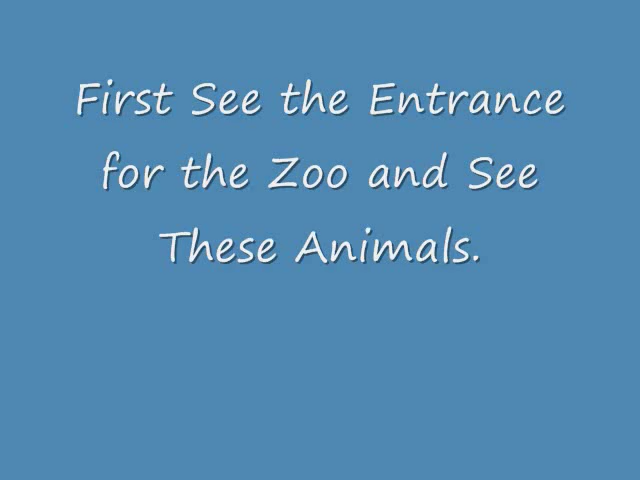 First See the Entrance
for the Zoo and See
These Animals.